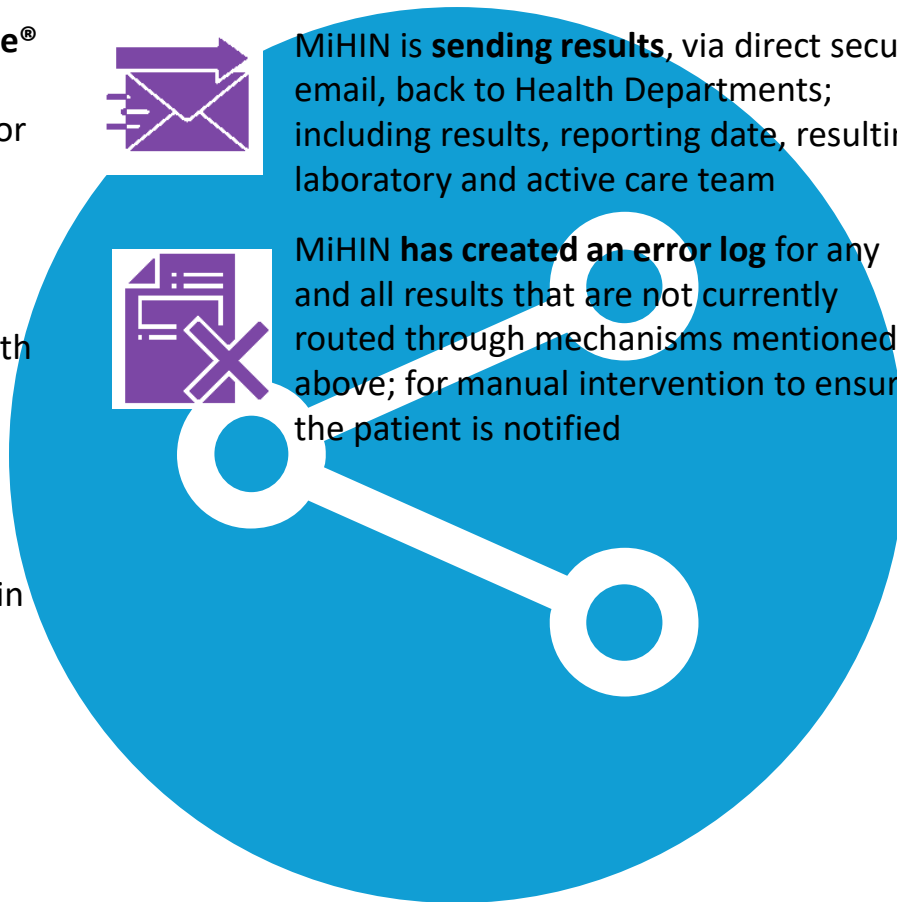 e®
or
th
in
MiHIN is sending results, via direct secu
email, back to Health Departments;
including results, reporting date, resultin
laboratory and active care team
MiHIN has created an error log for any
and all results that are not currently
routed through mechanisms mentioned
above; for manual intervention to ensur
the patient is notified